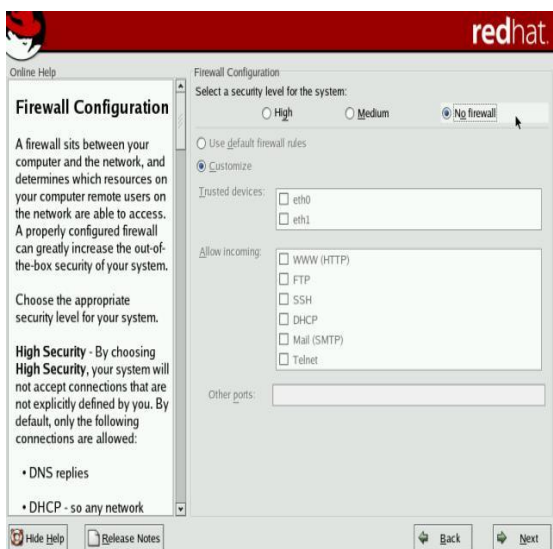 redhat.
Online Help
Firewall Configuration
A firewall sits between your
computer and the network, and
determines which resources on
your computer remote users on
the network are able to access.
A properly configured firewall
can greatly increase the out-of-
the-box security of your system.
Choose the appropriate
security level for your system.
High Security - By choosing
High Security, your system will
not accept connections that are
not explicitly defined by you. By
default, only the following
connections are allowed:
• DNS replies
• DHCP - so any network
Firewall Configuration
Select a security level for the system:
High Medium No firewall
Use default firewall rules
Customize
Trusted devices:
eth0
eth1
Allow incoming:
WWW (HTTP)
FTP
SSH
DHCP
Mail (SMTP)
Telnet
Other ports:
Hide Help Release Notes Back Next